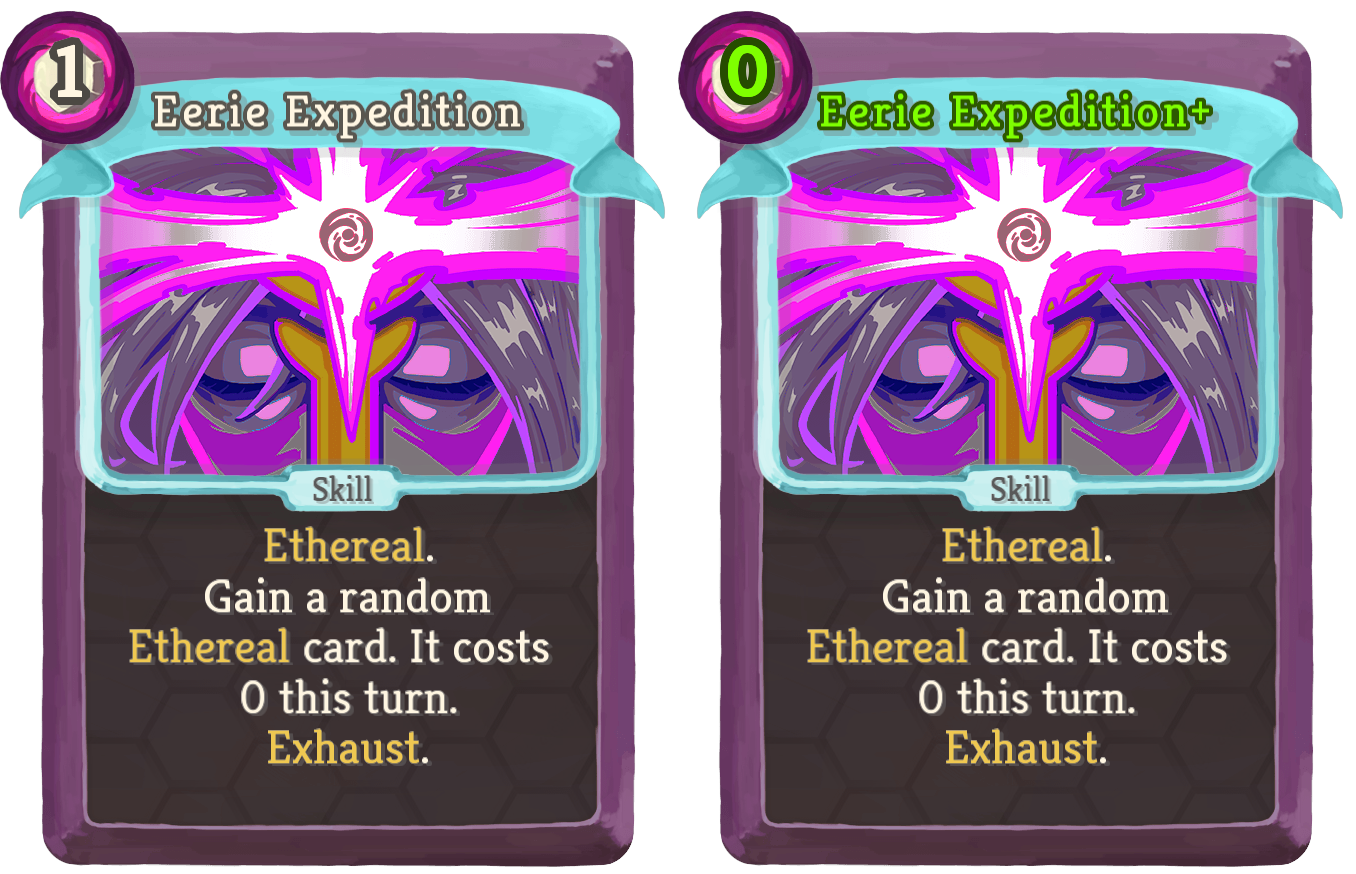 1
Eerie Expedition
Skill
Ethereal.
Gain a random
Ethereal card. It costs
0 this turn.
Exhaust.
0
Eerie Expedition+
Skill
Ethereal.
Gain a random
Ethereal card. It costs
0 this turn.
Exhaust.